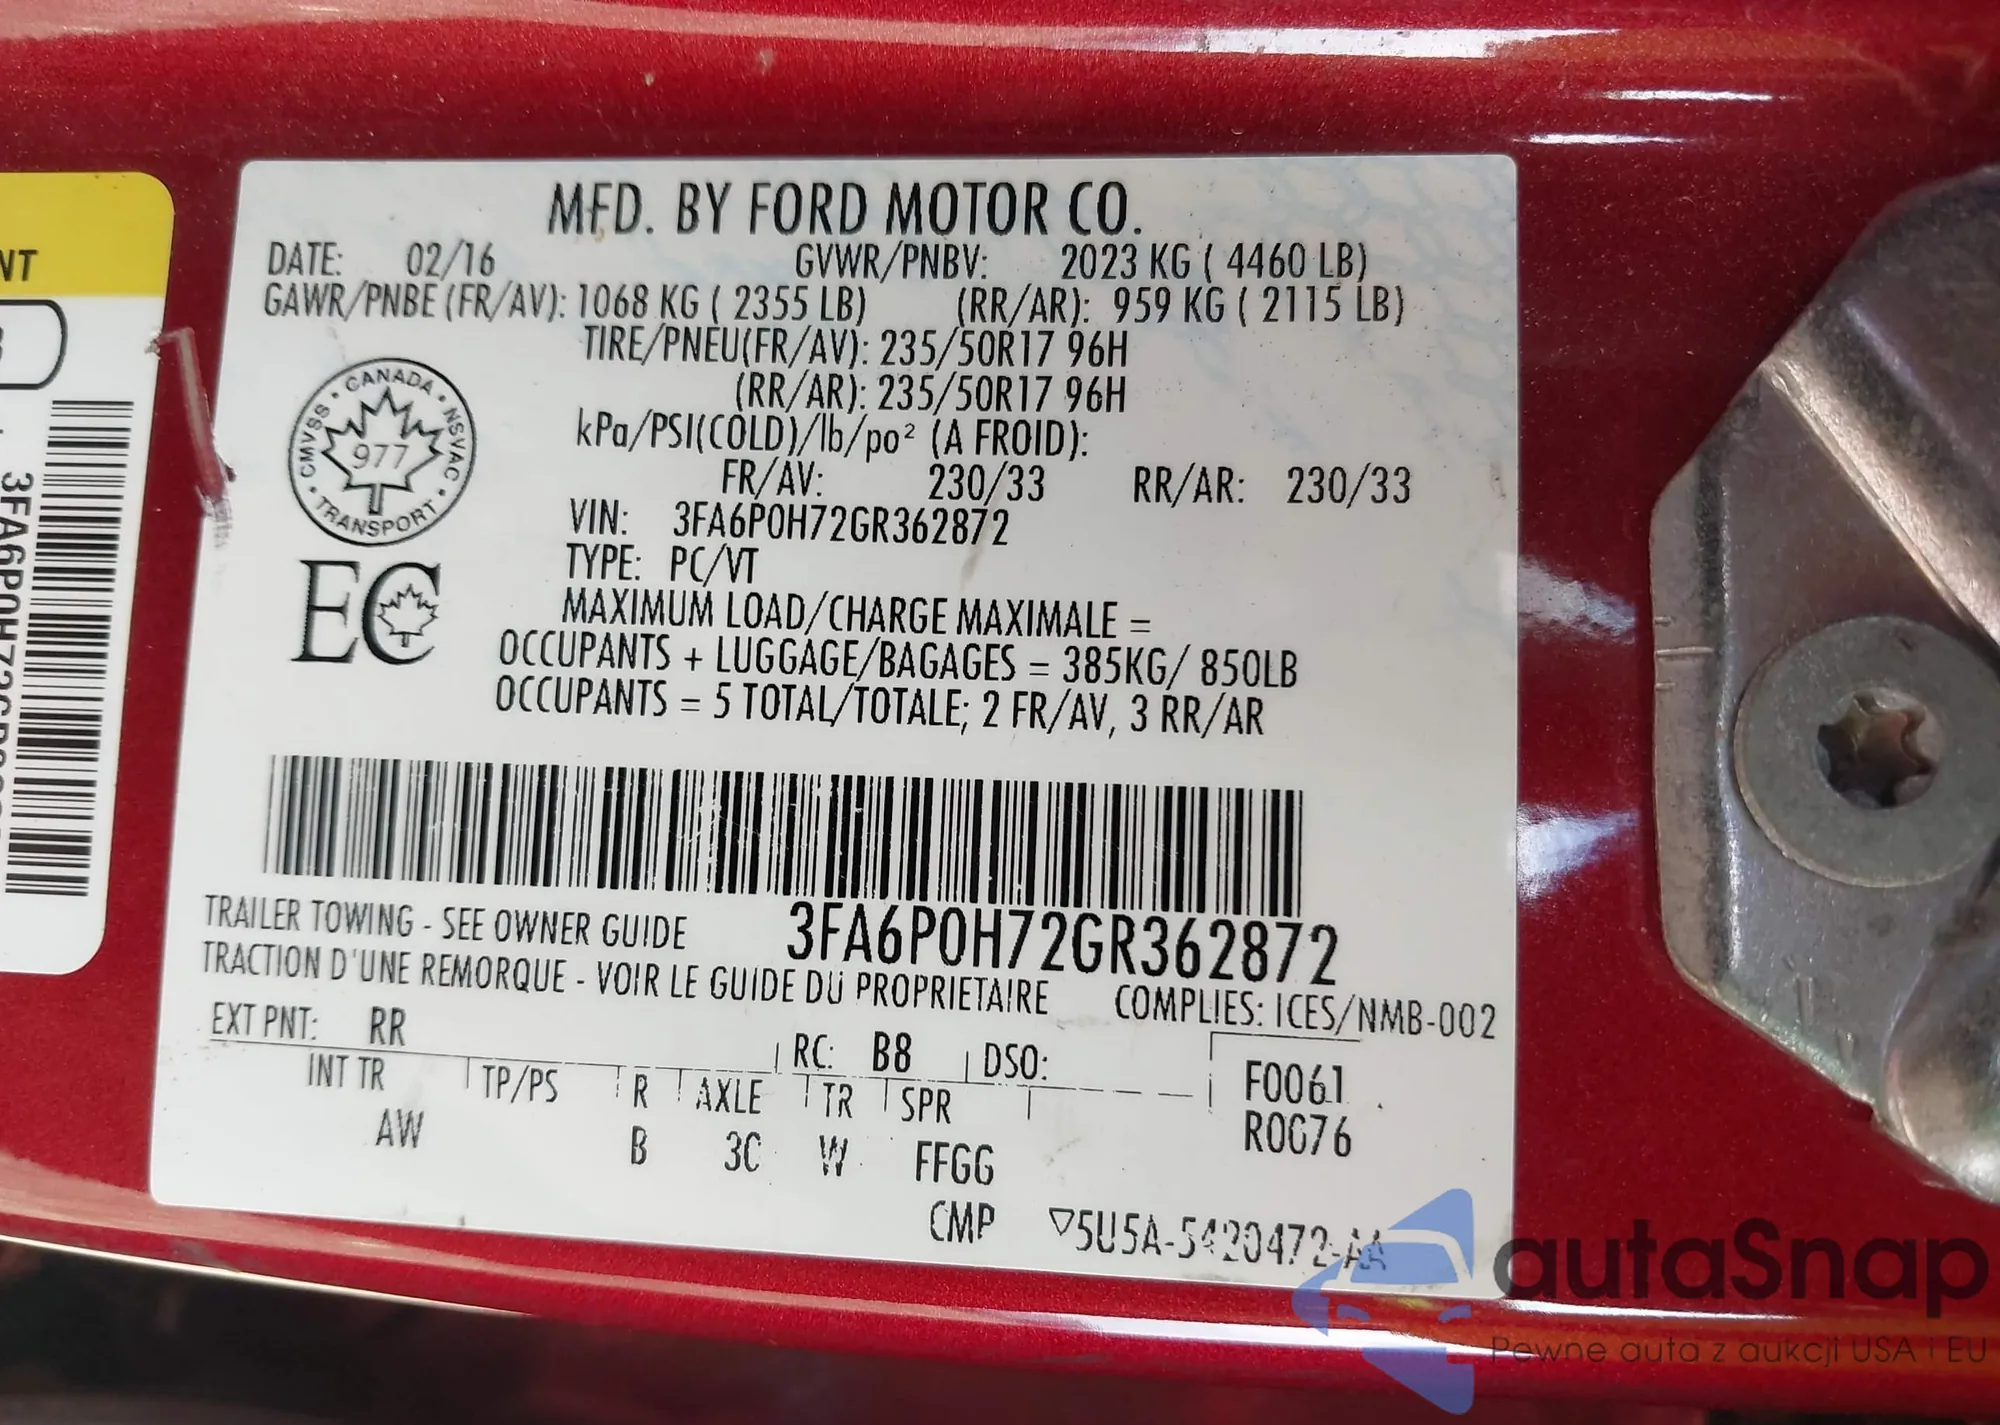 MFD. BY FORD MOTOR CO.
DATE: 02/16 GVWR/PNBV: 2023 KG ( 4460 LB)
GAWR/PNBE (FR/AV): 1068 KG ( 2355 LB) (RR/AR): 959 KG ( 2115 LB)
TIRE/PNEU(FR/AV): 235/50R17 96H
(RR/AR): 235/50R17 96H
kPa/PSI(COLD)/lb/po² (A FROID):
FR/AV: 230/33 RR/AR: 230/33
VIN: 3FA6P0H72GR362872
TYPE: PC/VT
MAXIMUM LOAD/CHARGE MAXIMALE =
OCCUPANTS + LUGGAGE/BAGAGES = 385KG/ 850LB
OCCUPANTS = 5 TOTAL/TOTALE; 2 FR/AV, 3 RR/AR
CANADA · NSVAC · TRANSPORT · CMVSS
977
EC
3FA6P0H72GR362872
TRAILER TOWING - SEE OWNER GUIDE
TRACTION D'UNE REMORQUE - VOIR LE GUIDE DU PROPRIETAIRE
COMPLIES: ICES/NMB-002
EXT PNT: RR RC: B8 DSO:
F0061
R0076
INT TR TP/PS R AXLE TR SPR
AW B 3C W FFGG
CMP ▽5U5A-5420472-AA
NT
autaSnap
Pewne auta z aukcji USA i EU